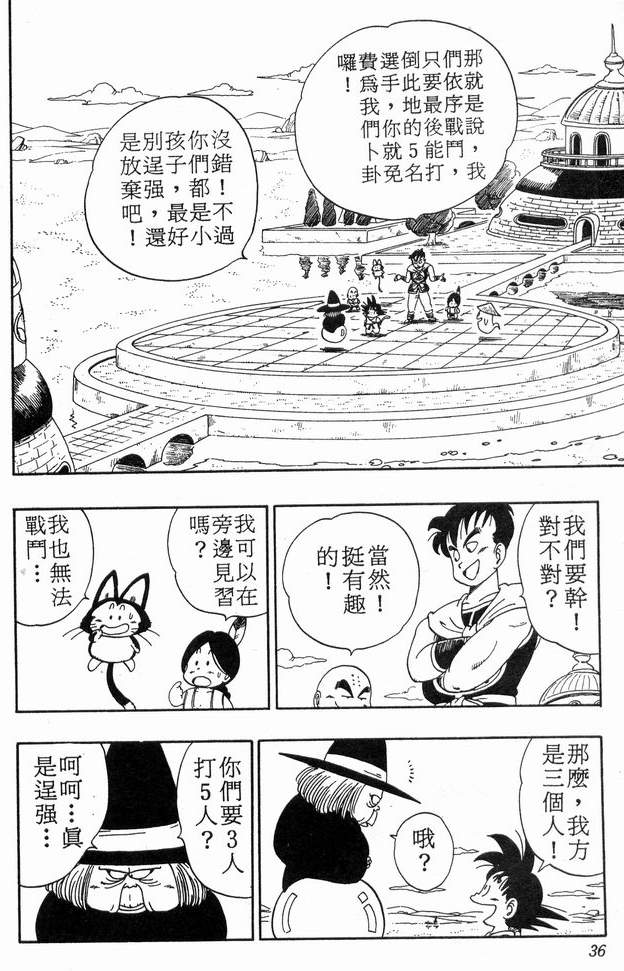 那就是說，我
們依序戰鬥，
只要最後能打
倒此地的5名
選手，你就免
費爲我們卜卦
囉！
沒錯！不過
你們都是小
孩子，最好
別逞强，還
是放棄吧！
我們要幹！
對不對？
當然！
挺有趣
的！
我可以在
旁邊見習
嗎？
我也無法
戰鬥…
那麼，我方
是三個人！
哦？
你們要3人
打5人？
呵呵…眞
是逞强…
36